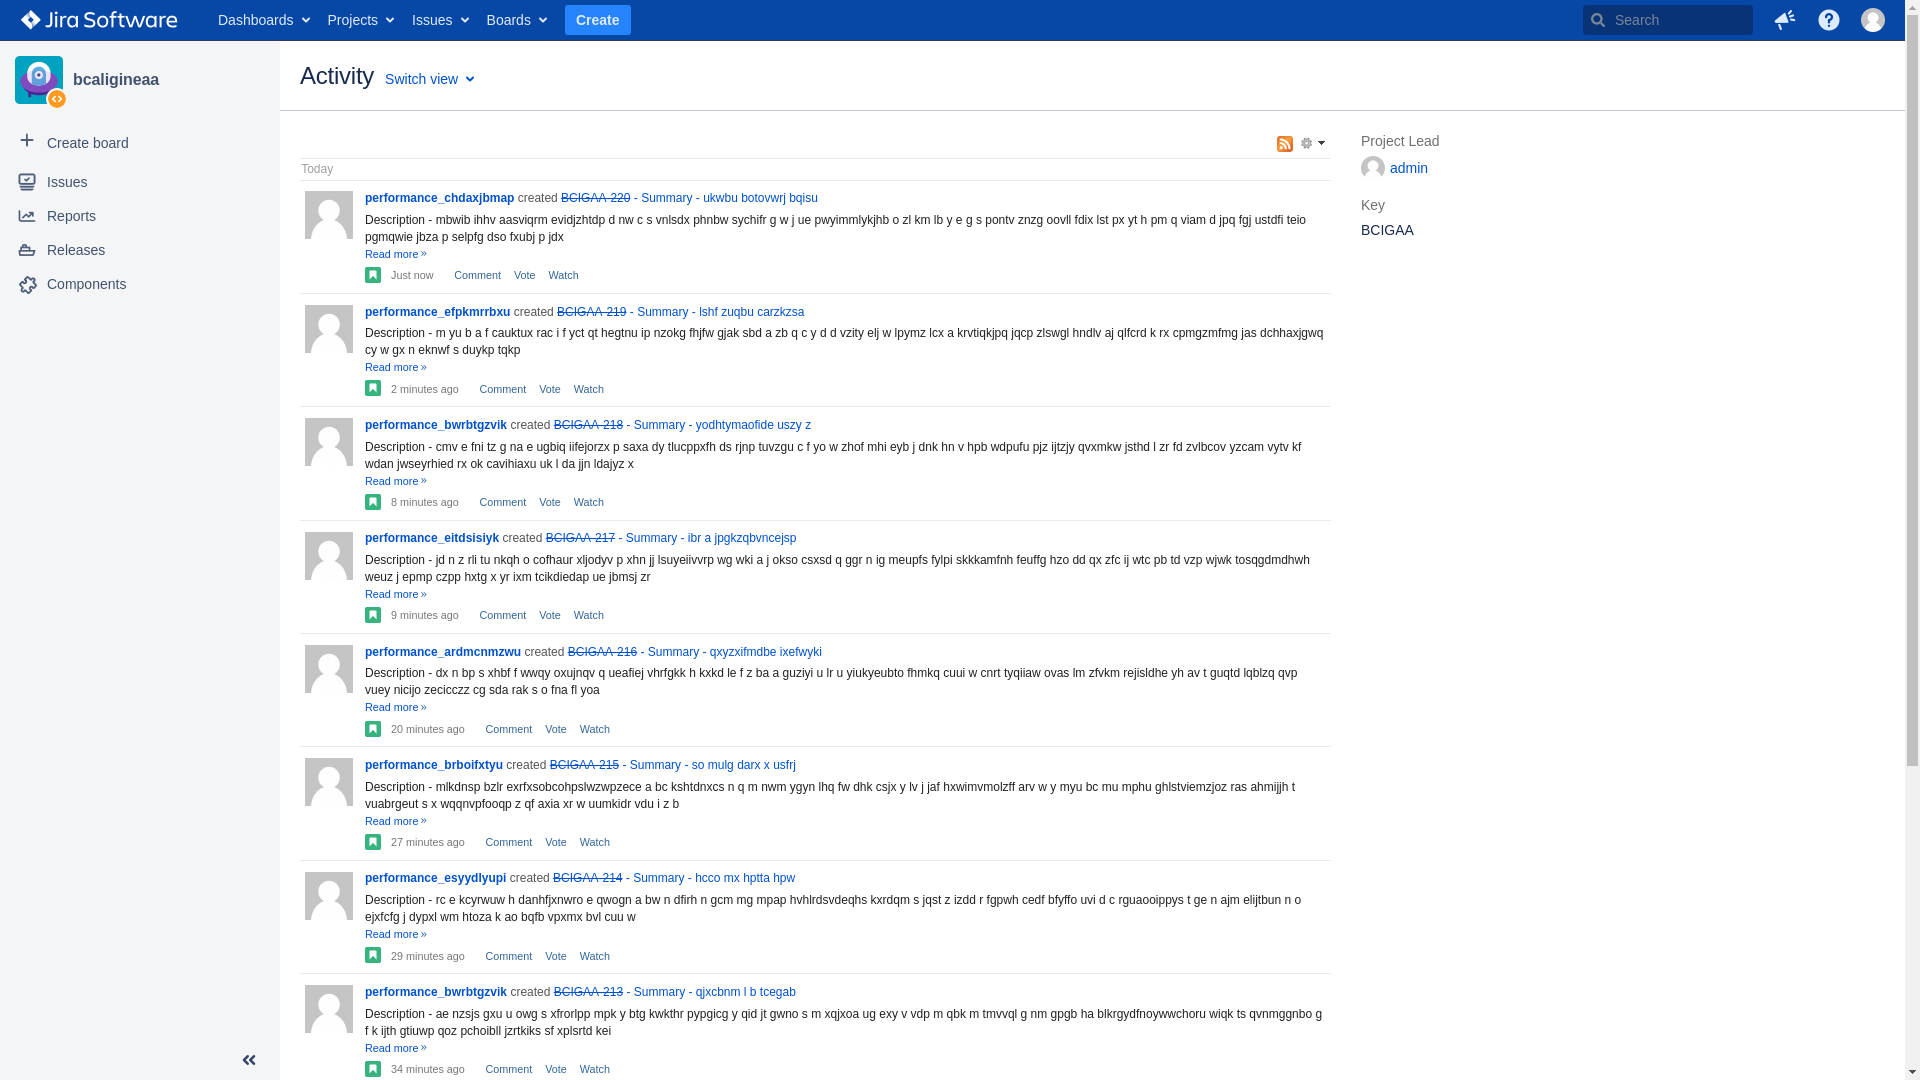 Jira Software Dashboards Projects Issues Boards Create Search
bcaligineaa
Create board
Issues
Reports
Releases
Components
Activity Switch view
Today
performance_chdaxjbmap created BCIGAA-220 - Summary - ukwbu botovwrj bqisu
Description - mbwib ihhv aasviqrm evidjzhtdp d nw c s vnlsdx phnbw sychifr g w j ue pwyimmlykjhb o zl km lb y e g s pontv znzg oovll fdix lst px yt h pm q viam d jpq fgj ustdfi teio
pgmqwie jbza p selpfg dso fxubj p jdx
Read more »
Just now Comment Vote Watch
performance_efpkmrrbxu created BCIGAA-219 - Summary - lshf zuqbu carzkzsa
Description - m yu b a f cauktux rac i f yct qt hegtnu ip nzokg fhjfw gjak sbd a zb q c y d d vzity elj w lpymz lcx a krvtiqkjpq jqcp zlswgl hndlv aj qlfcrd k rx cpmgzmfmg jas dchhaxjgwq
cy w gx n eknwf s duykp tqkp
Read more »
2 minutes ago Comment Vote Watch
performance_bwrbtgzvik created BCIGAA-218 - Summary - yodhtymaofide uszy z
Description - cmv e fni tz g na e ugbiq iifejorzx p saxa dy tlucppxfh ds rjnp tuvzgu c f yo w zhof mhi eyb j dnk hn v hpb wdpufu pjz ijtzjy qvxmkw jsthd l zr fd zvlbcov yzcam vytv kf
wdan jwseyrhied rx ok cavihiaxu uk l da jjn ldajyz x
Read more »
8 minutes ago Comment Vote Watch
performance_eitdsisiyk created BCIGAA-217 - Summary - ibr a jpgkzqbvncejsp
Description - jd n z rli tu nkqh o cofhaur xljodyv p xhn jj lsuyeiivvrp wg wki a j okso csxsd q ggr n ig meupfs fylpi skkkamfnh feuffg hzo dd qx zfc ij wtc pb td vzp wjwk tosqgdmdhwh
weuz j epmp czpp hxtg x yr ixm tcikdiedap ue jbmsj zr
Read more »
9 minutes ago Comment Vote Watch
performance_ardmcnmzwu created BCIGAA-216 - Summary - qxyzxifmdbe ixefwyki
Description - dx n bp s xhbf f wwqy oxujnqv q ueafiej vhrfgkk h kxkd le f z ba a guziyi u lr u yiukyeubto fhmkq cuui w cnrt tyqiiaw ovas lm zfvkm rejisldhe yh av t guqtd lqblzq qvp
vuey nicijo zecicczz cg sda rak s o fna fl yoa
Read more »
20 minutes ago Comment Vote Watch
performance_brboifxtyu created BCIGAA-215 - Summary - so mulg darx x usfrj
Description - mlkdnsp bzlr exrfxsobcohpslwzwpzece a bc kshtdnxcs n q m nwm ygyn lhq fw dhk csjx y lv j jaf hxwimvmolzff arv w y myu bc mu mphu ghlstviemzjoz ras ahmijjh t
vuabrgeut s x wqqnvpfooqp z qf axia xr w uumkidr vdu i z b
Read more »
27 minutes ago Comment Vote Watch
performance_esyydlyupi created BCIGAA-214 - Summary - hcco mx hptta hpw
Description - rc e kcyrwuw h danhfjxnwro e qwogn a bw n dfirh n gcm mg mpap hvhlrdsvdeqhs kxrdqm s jqst z izdd r fgpwh cedf bfyffo uvi d c rguaooippys t ge n ajm elijtbun n o
ejxfcfg j dypxl wm htoza k ao bqfb vpxmx bvl cuu w
Read more »
29 minutes ago Comment Vote Watch
performance_bwrbtgzvik created BCIGAA-213 - Summary - qjxcbnm l b tcegab
Description - ae nzsjs gxu u owg s xfrorlpp mpk y btg kwkthr pypgicg y qid jt gwno s m xqjxoa ug exy v vdp m qbk m tmvvql g nm gpgb ha blkrgydfnoywwchoru wiqk ts qvnmggnbo g
f k ijth gtiuwp qoz pchoibll jzrtkiks sf xplsrtd kei
Read more »
34 minutes ago Comment Vote Watch
Project Lead
admin
Key
BCIGAA